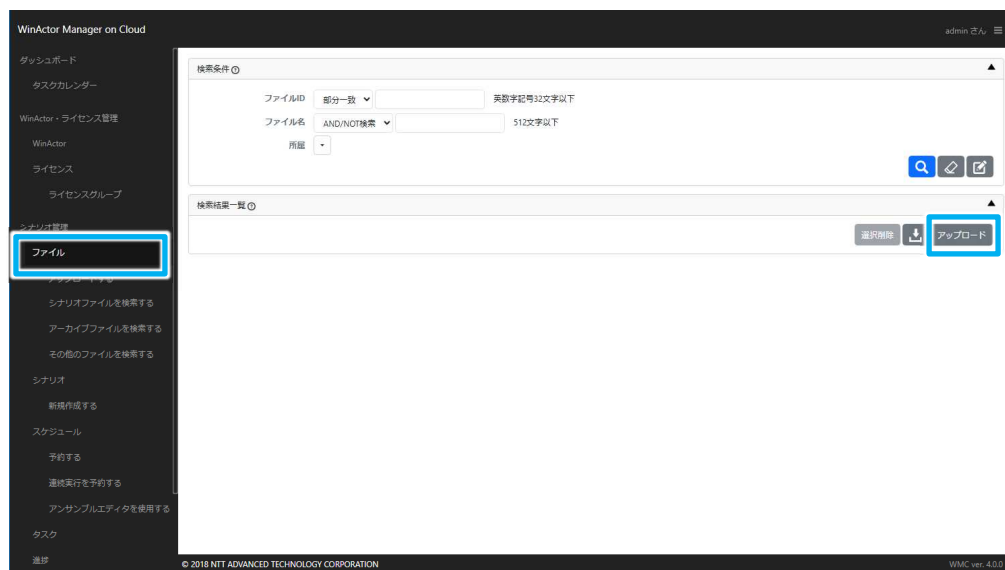 WinActor Manager on Cloud
admin さん
ダッシュボード
タスクカレンダー
WinActor・ライセンス管理
WinActor
ライセンス
ライセンスグループ
シナリオ管理
ファイル
アップロードする
シナリオファイルを検索する
アーカイブファイルを検索する
その他のファイルを検索する
シナリオ
新規作成する
スケジュール
予約する
連続実行を予約する
アンサンブルエディタを使用する
タスク
進捗
検索条件
ファイルID 部分一致 英数字記号32文字以下
ファイル名 AND/NOT検索 512文字以下
所属
検索結果一覧
選択削除 アップロード
© 2018 NTT ADVANCED TECHNOLOGY CORPORATION
WMC ver. 4.0.0